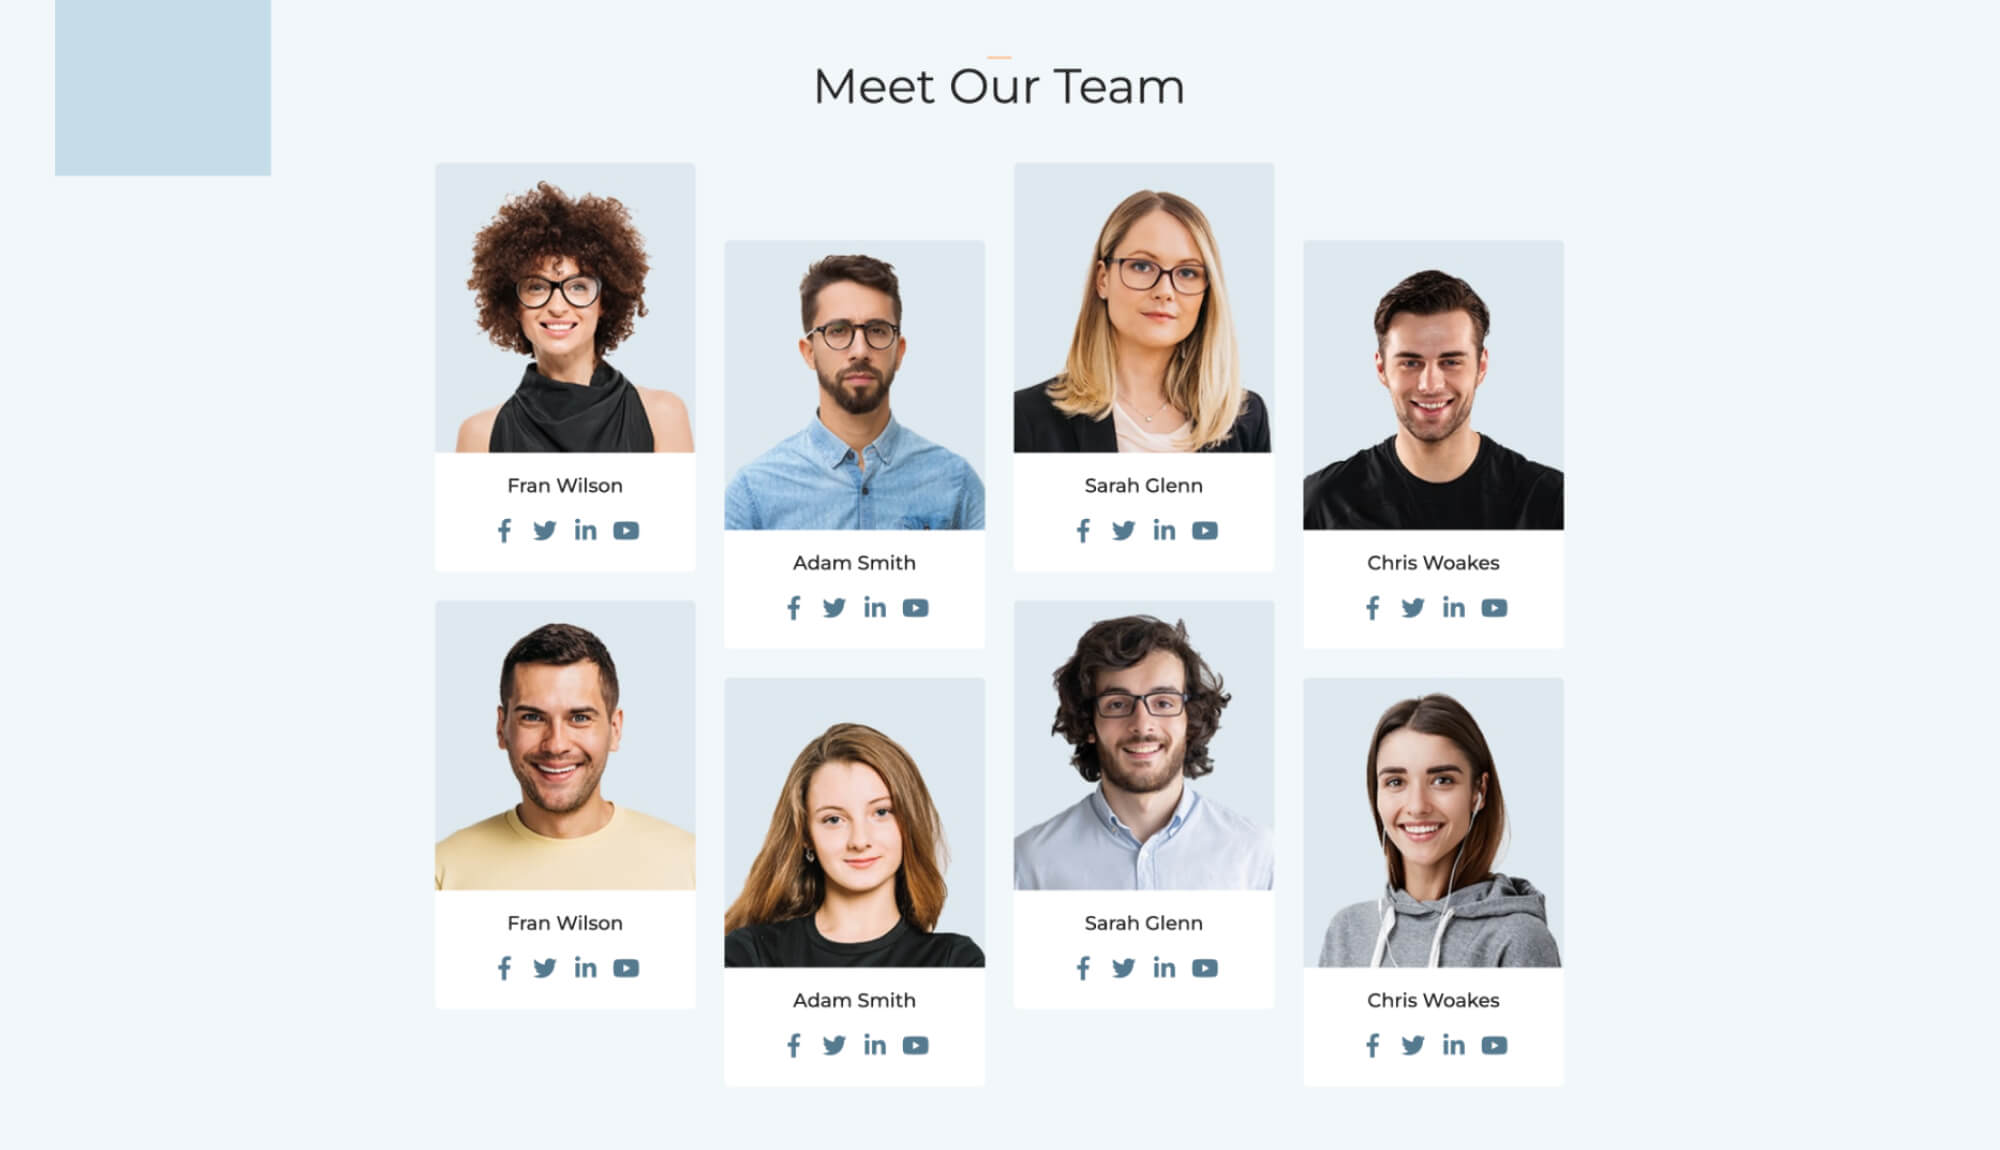 Meet Our Team
Fran Wilson
Adam Smith
Sarah Glenn
Chris Woakes
Fran Wilson
Adam Smith
Sarah Glenn
Chris Woakes